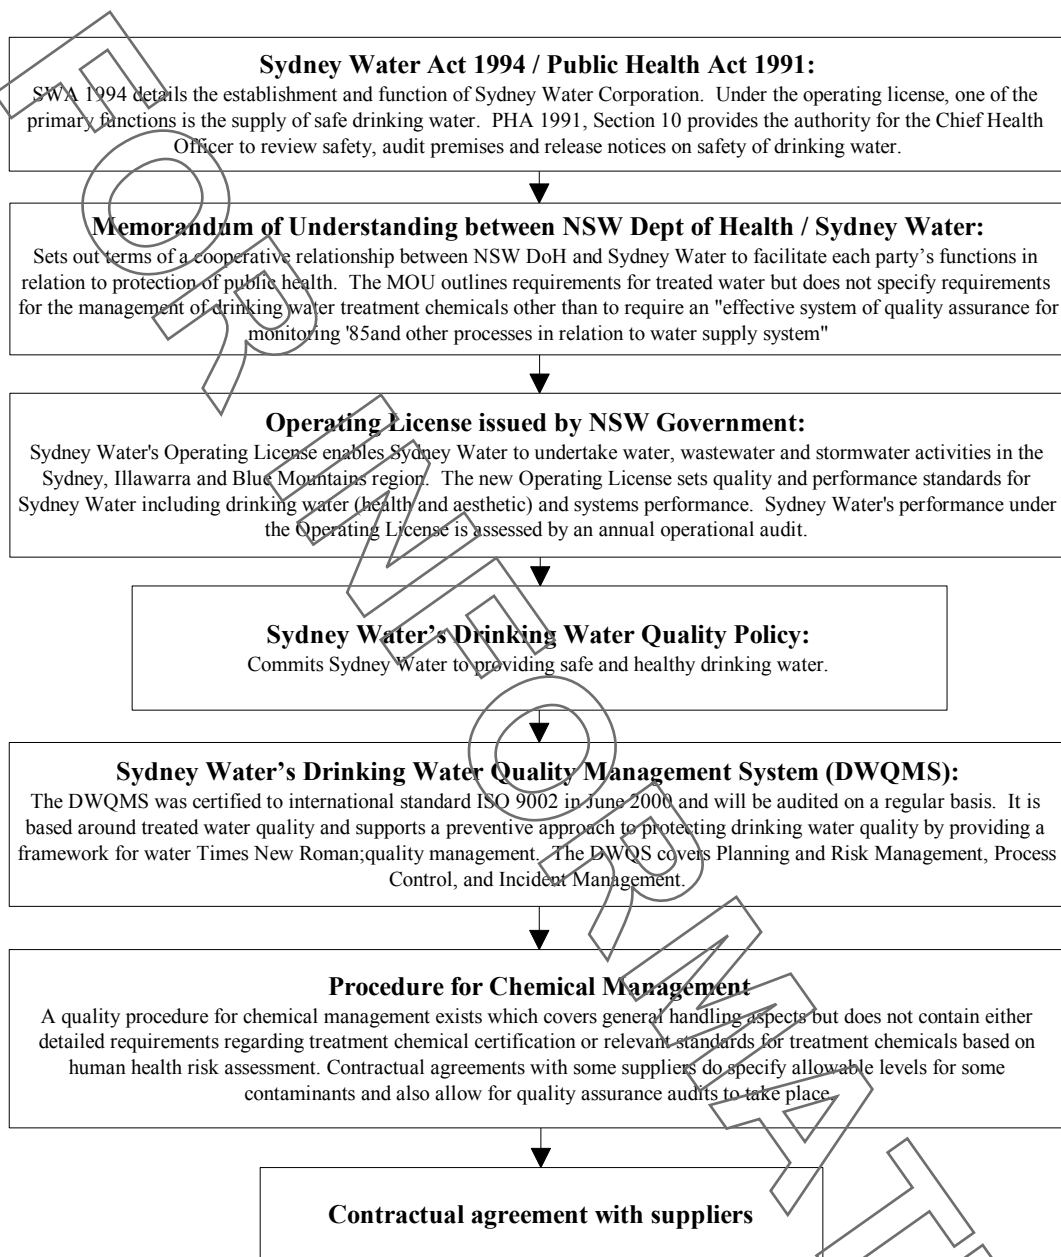 Sydney Water Act 1994 / Public Health Act 1991:
SWA 1994 details the establishment and function of Sydney Water Corporation.  Under the operating license, one of the
primary functions is the supply of safe drinking water.  PHA 1991, Section 10 provides the authority for the Chief Health
Officer to review safety, audit premises and release notices on safety of drinking water.
Memorandum of Understanding between NSW Dept of Health / Sydney Water:
Sets out terms of a cooperative relationship between NSW DoH and Sydney Water to facilitate each party's functions in
relation to protection of public health.  The MOU outlines requirements for treated water but does not specify requirements
for the management of drinking water treatment chemicals other than to require an "effective system of quality assurance for
monitoring '85and other processes in relation to water supply system"
Operating License issued by NSW Government:
Sydney Water's Operating License enables Sydney Water to undertake water, wastewater and stormwater activities in the
Sydney, Illawarra and Blue Mountains region.  The new Operating License sets quality and performance standards for
Sydney Water including drinking water (health and aesthetic) and systems performance.  Sydney Water's performance under
the Operating License is assessed by an annual operational audit.
Sydney Water's Drinking Water Quality Policy:
Commits Sydney Water to providing safe and healthy drinking water.
Sydney Water's Drinking Water Quality Management System (DWQMS):
The DWQMS was certified to international standard ISO 9002 in June 2000 and will be audited on a regular basis.  It is
based around treated water quality and supports a preventive approach to protecting drinking water quality by providing a
framework for water Times New Roman;quality management.  The DWQS covers Planning and Risk Management, Process
Control, and Incident Management.
Procedure for Chemical Management
A quality procedure for chemical management exists which covers general handling aspects but does not contain either
detailed requirements regarding treatment chemical certification or relevant standards for treatment chemicals based on
human health risk assessment. Contractual agreements with some suppliers do specify allowable levels for some
contaminants and also allow for quality assurance audits to take place.
Contractual agreement with suppliers
FOR INFORMAT